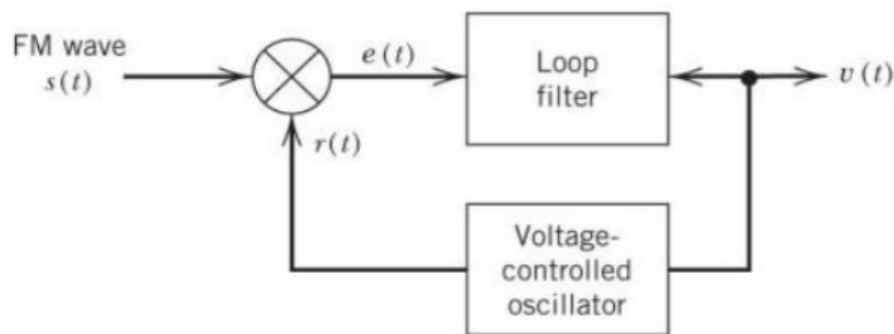 FM wave
s(t)
e(t)
Loop
filter
v(t)
r(t)
Voltage-
controlled
oscillator